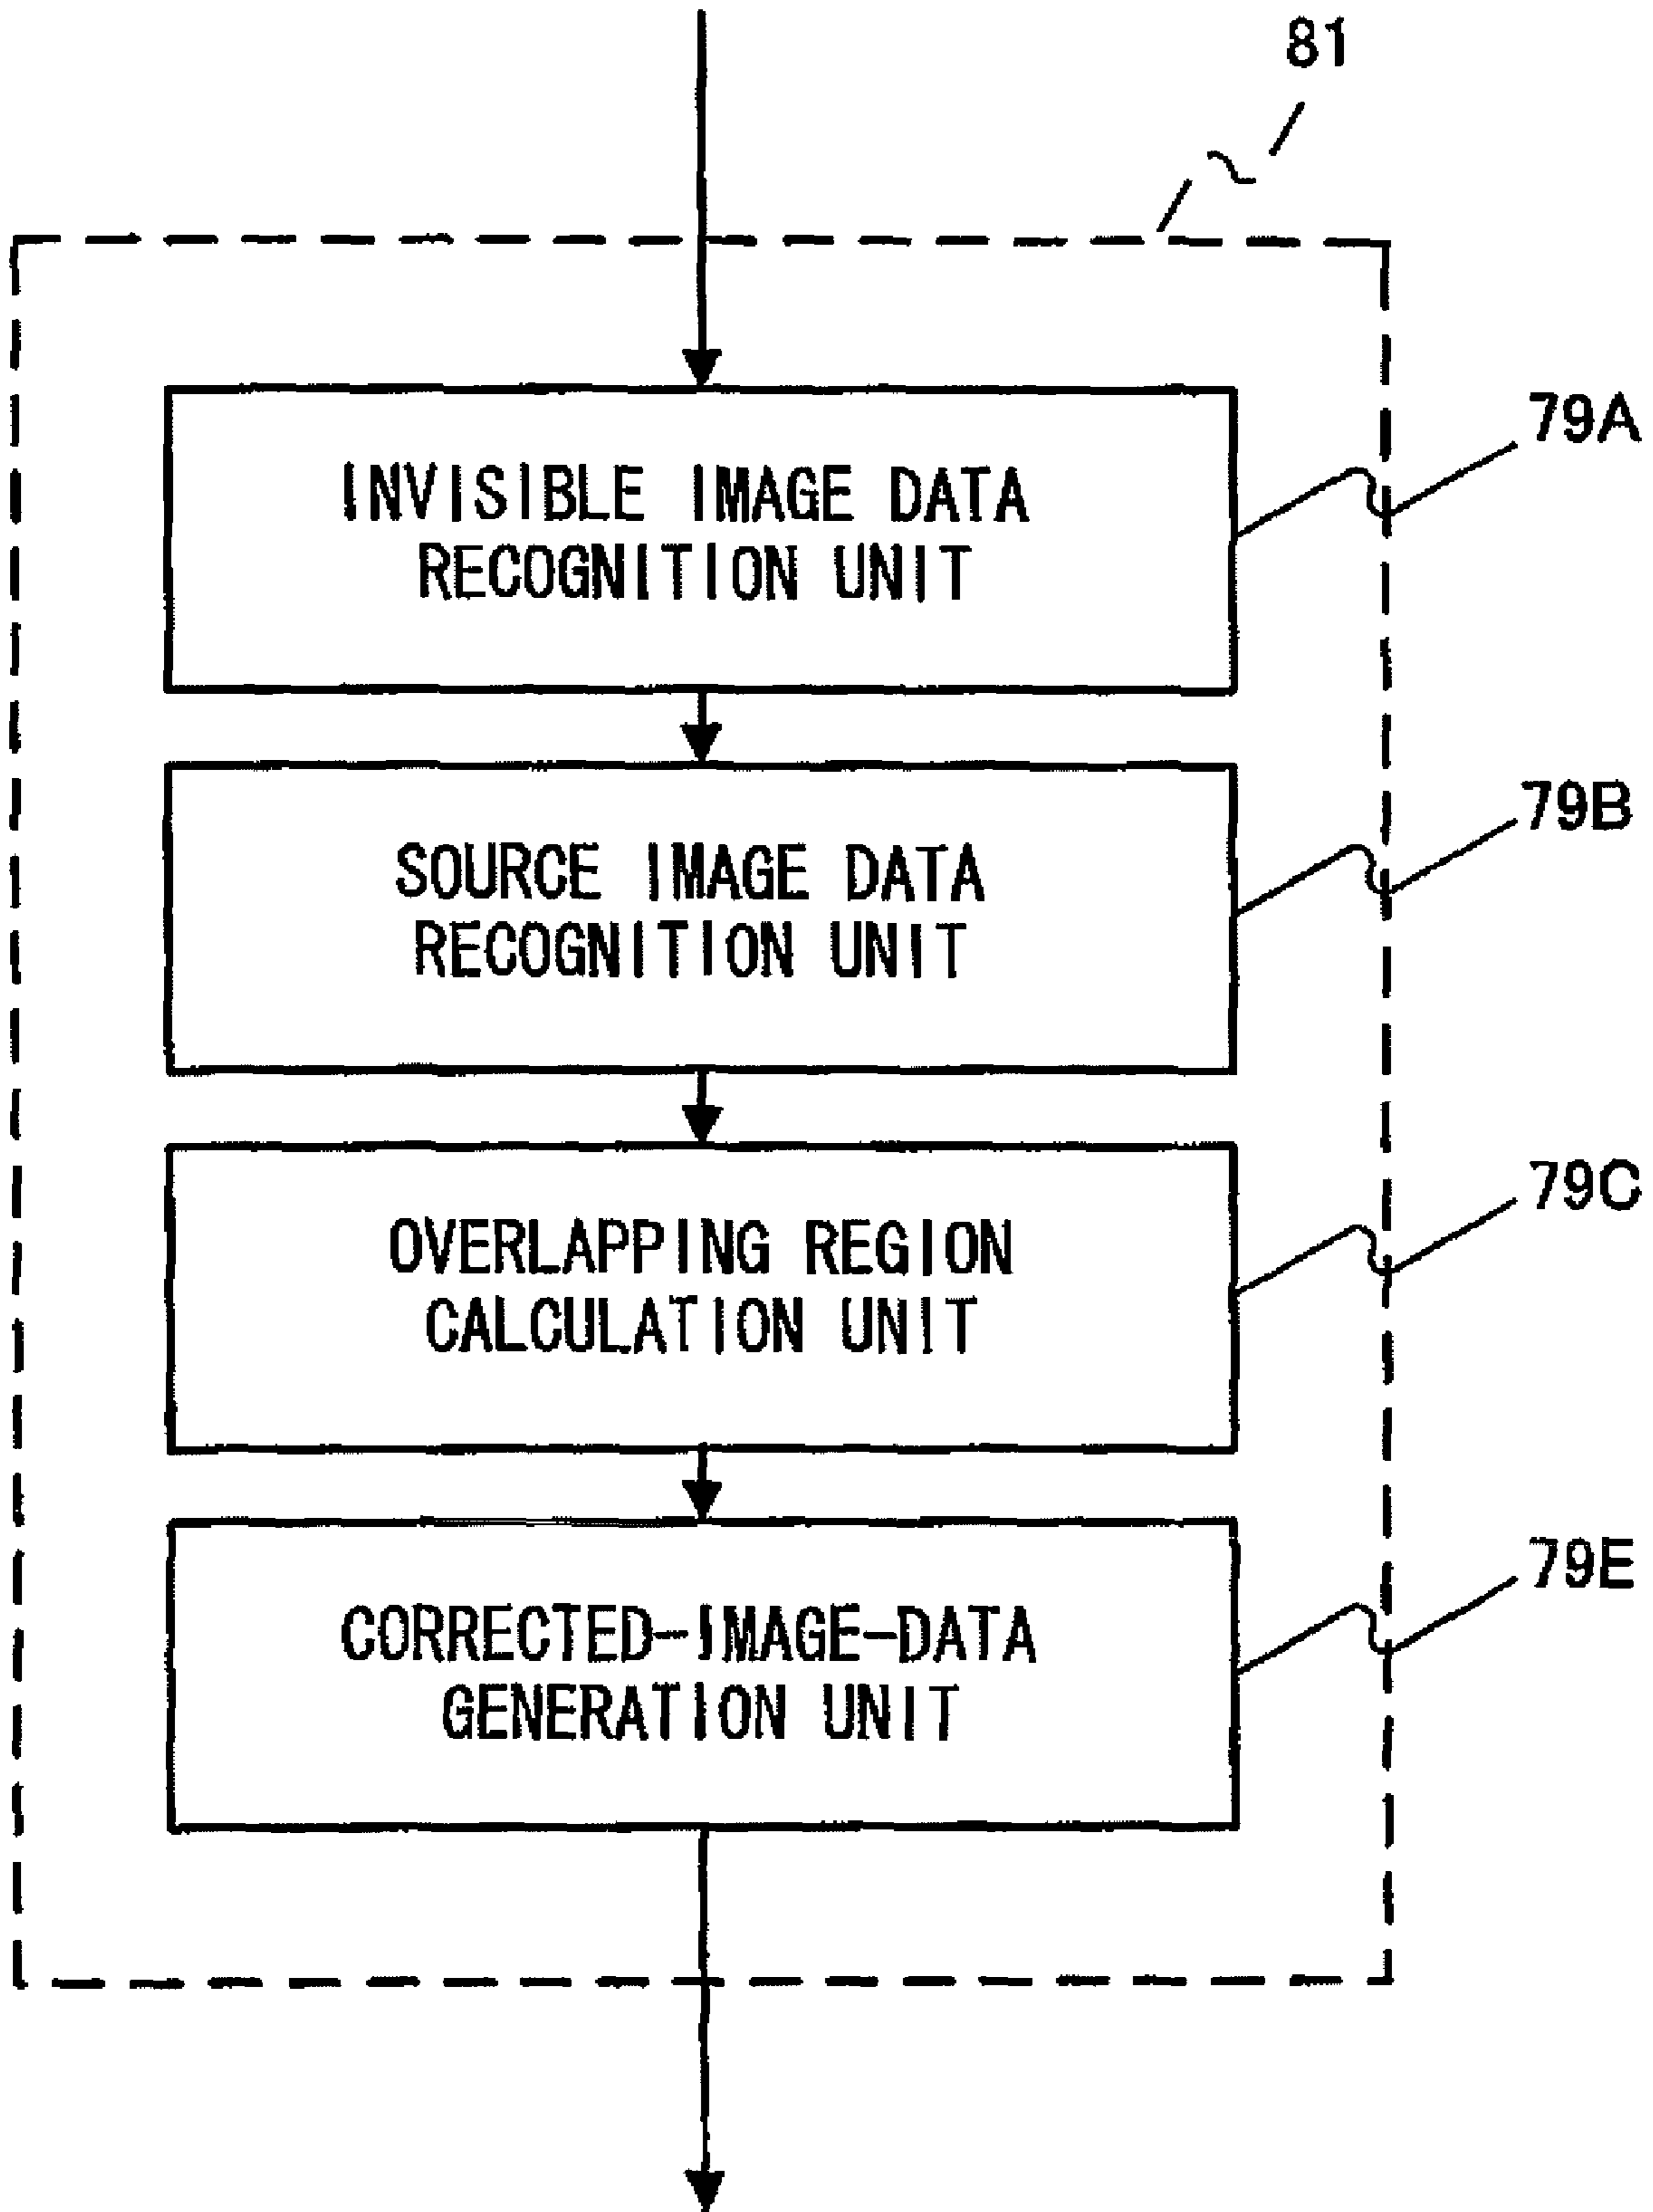 81
INVISIBLE IMAGE DATA
RECOGNITION UNIT
79A
SOURCE IMAGE DATA
RECOGNITION UNIT
79B
OVERLAPPING REGION
CALCULATION UNIT
79C
CORRECTED-IMAGE-DATA
GENERATION UNIT
79E